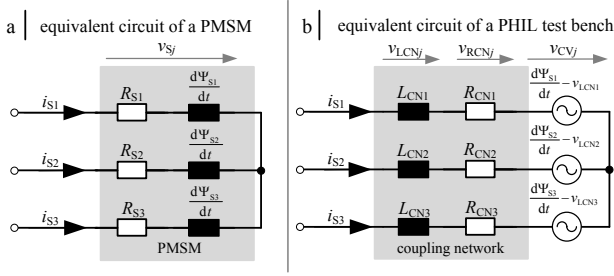 a | equivalent circuit of a PMSM
v_Sj
R_S1
dΨ_S1
dt
i_S1
R_S2
dΨ_S2
dt
i_S2
R_S3
dΨ_S3
dt
i_S3
PMSM
b | equivalent circuit of a PHIL test bench
v_LCNj v_RCNj v_CVj
i_S1 L_CN1 R_CN1
dΨ_S1
dt
− v_LCN1
i_S2 L_CN2 R_CN2
dΨ_S2
dt
− v_LCN2
i_S3 L_CN3 R_CN3
dΨ_S3
dt
− v_LCN3
coupling network